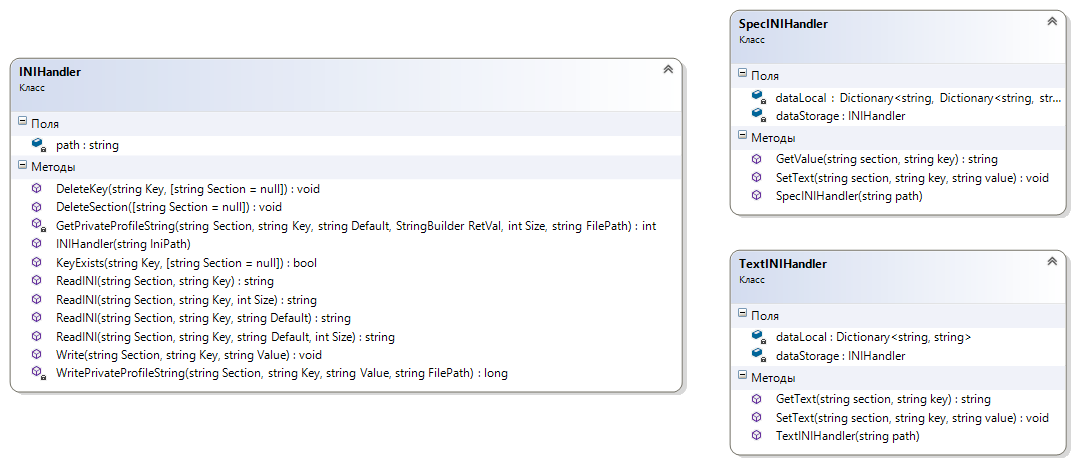 INIHandler
Класс
Поля
path : string
Методы
DeleteKey(string Key, [string Section = null]) : void
DeleteSection([string Section = null]) : void
GetPrivateProfileString(string Section, string Key, string Default, StringBuilder RetVal, int Size, string FilePath) : int
INIHandler(string IniPath)
KeyExists(string Key, [string Section = null]) : bool
ReadINI(string Section, string Key) : string
ReadINI(string Section, string Key, int Size) : string
ReadINI(string Section, string Key, string Default) : string
ReadINI(string Section, string Key, string Default, int Size) : string
Write(string Section, string Key, string Value) : void
WritePrivateProfileString(string Section, string Key, string Value, string FilePath) : long
SpecINIHandler
Класс
Поля
dataLocal : Dictionary<string, Dictionary<string, str...
dataStorage : INIHandler
Методы
GetValue(string section, string key) : string
SetText(string section, string key, string value) : void
SpecINIHandler(string path)
TextINIHandler
Класс
Поля
dataLocal : Dictionary<string, string>
dataStorage : INIHandler
Методы
GetText(string section, string key) : string
SetText(string section, string key, string value) : void
TextINIHandler(string path)